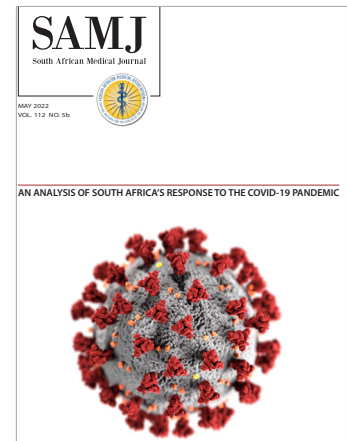 SAMJ
South African Medical Journal
MAY 2022
VOL. 112 NO. 5b
AN ANALYSIS OF SOUTH AFRICA'S RESPONSE TO THE COVID-19 PANDEMIC